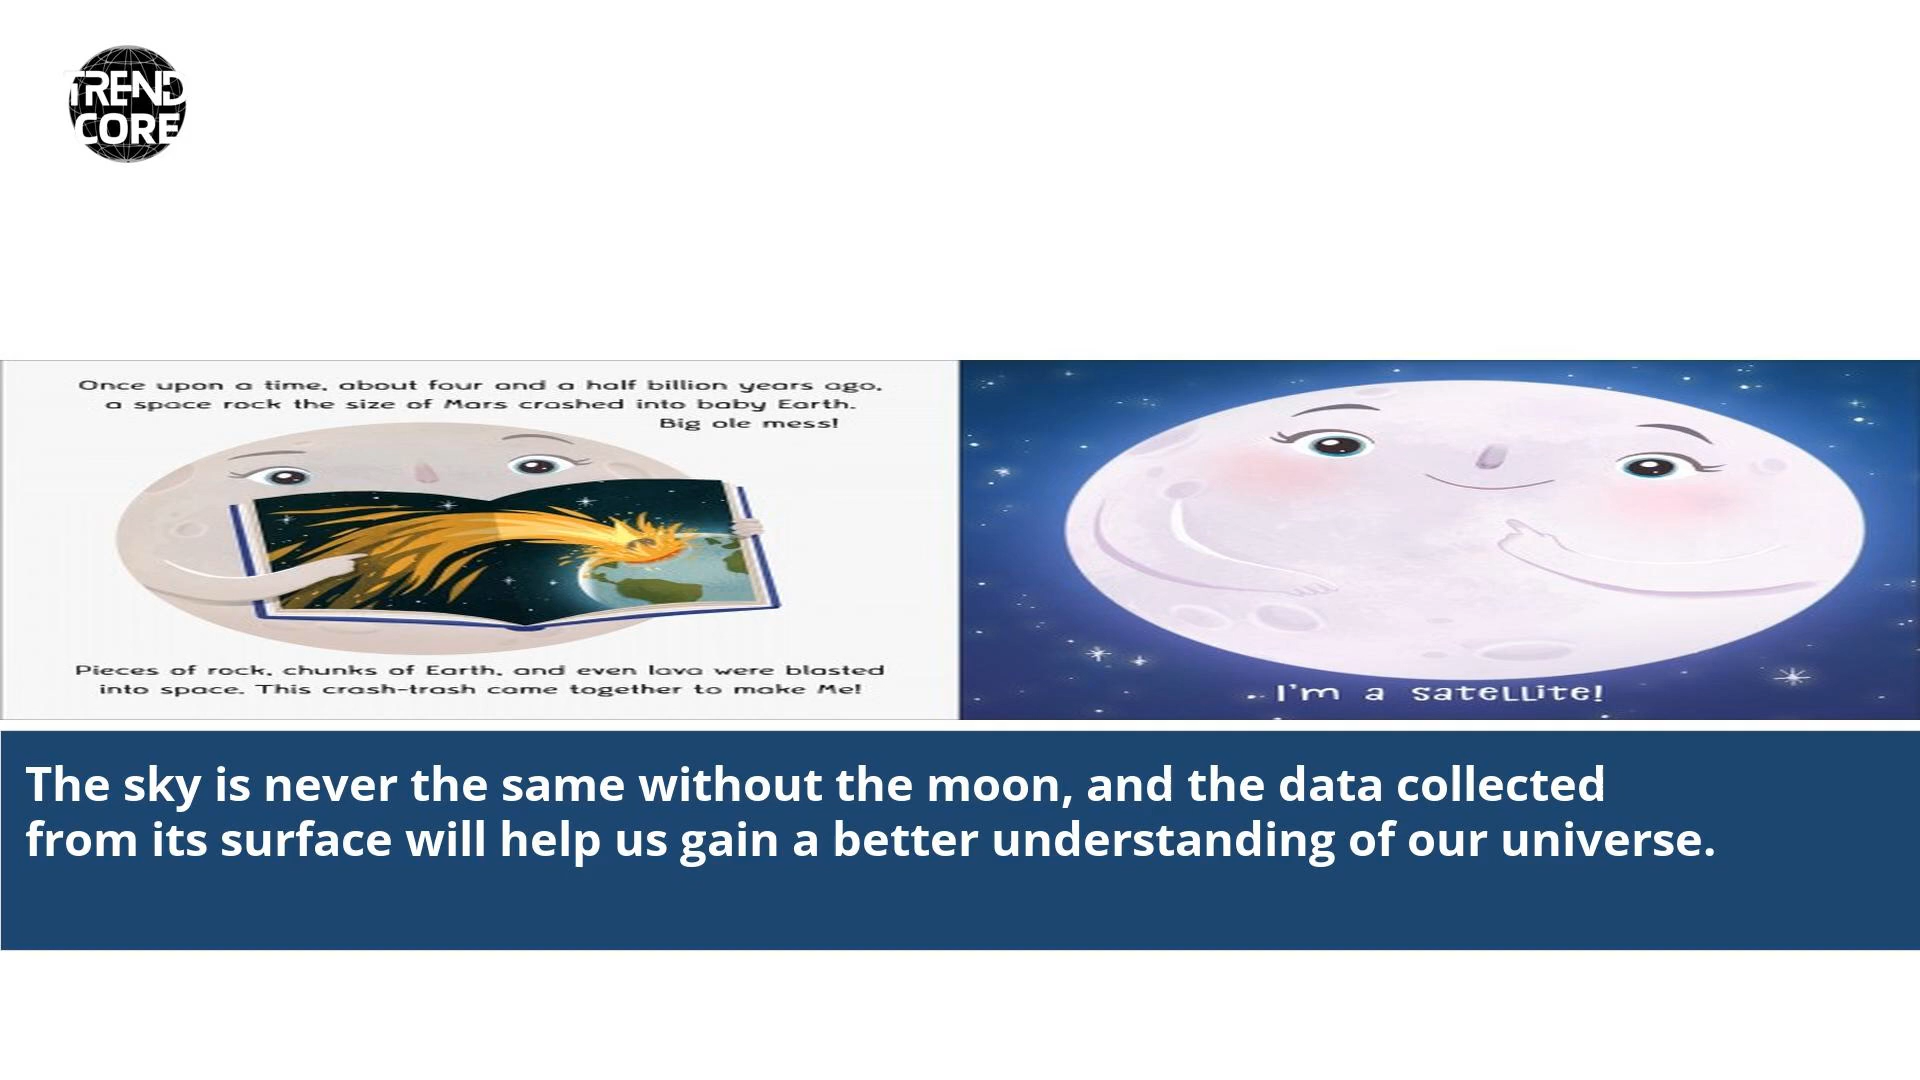 TREND
CORE
Once upon a time, about four and a half billion years ago,
a space rock the size of Mars crashed into baby Earth.
Big ole mess!
Pieces of rock, chunks of Earth, and even lava were blasted
into space. This crash-trash came together to make Me!
I'm a satellite!
The sky is never the same without the moon, and the data collected
from its surface will help us gain a better understanding of our universe.